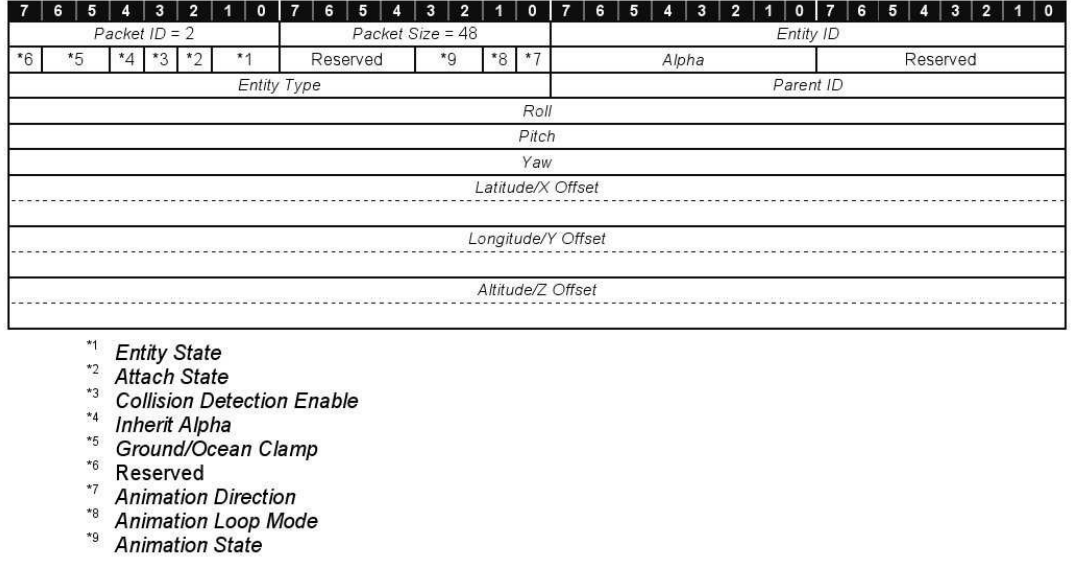 7 6 5 4 3 2 1 0 7 6 5 4 3 2 1 0 7 6 5 4 3 2 1 0 7 6 5 4 3 2 1 0
Packet ID = 2 Packet Size = 48 Entity ID
*6 *5 *4 *3 *2 *1 Reserved *9 *8 *7 Alpha Reserved
Entity Type Parent ID
Roll
Pitch
Yaw
Latitude/X Offset
Longitude/Y Offset
Altitude/Z Offset
*1 Entity State
*2 Attach State
*3 Collision Detection Enable
*4 Inherit Alpha
*5 Ground/Ocean Clamp
*6 Reserved
*7 Animation Direction
*8 Animation Loop Mode
*9 Animation State